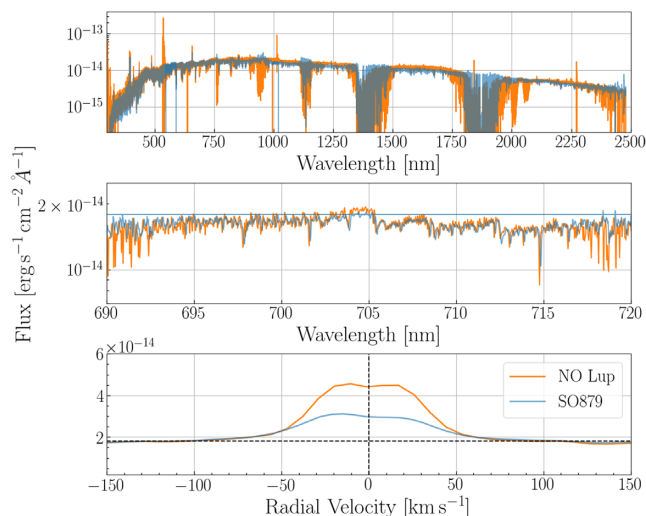 10⁻¹³
10⁻¹⁴
10⁻¹⁵
500 750 1000 1250 1500 1750 2000 2250 2500
Wavelength [nm]
2 × 10⁻¹⁴
10⁻¹⁴
690 695 700 705 710 715 720
Wavelength [nm]
Flux [erg s⁻¹ cm⁻² Å⁻¹]
6 ×10⁻¹⁴
4
2
NO Lup
SO879
−150 −100 −50 0 50 100 150
Radial Velocity [km s⁻¹]